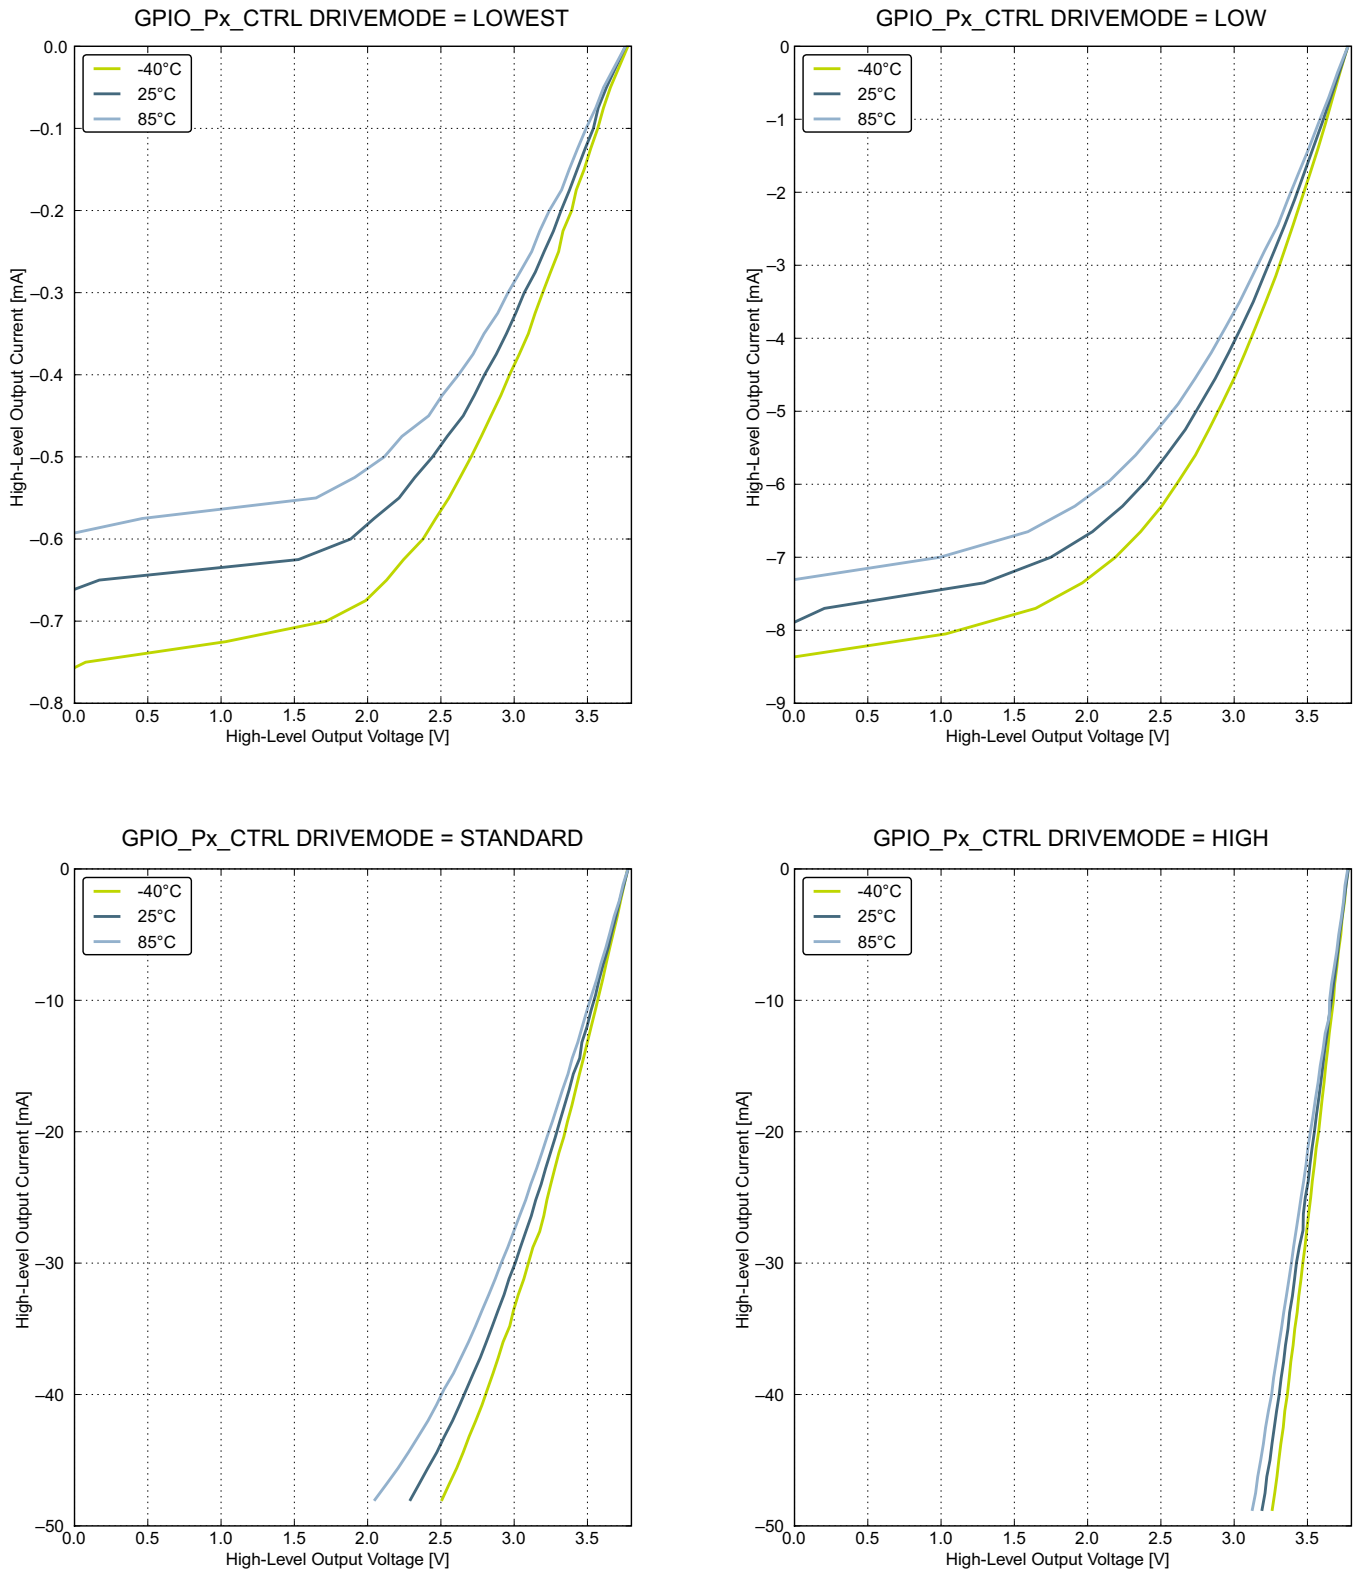 GPIO_Px_CTRL DRIVEMODE = LOWEST
0.0
–0.1
–0.2
–0.3
–0.4
–0.5
–0.6
–0.7
–0.8
High-Level Output Current [mA]
-40°C
25°C
85°C
0.0 0.5 1.0 1.5 2.0 2.5 3.0 3.5
High-Level Output Voltage [V]
GPIO_Px_CTRL DRIVEMODE = LOW
0
–1
–2
–3
–4
–5
–6
–7
–8
–9
High-Level Output Current [mA]
-40°C
25°C
85°C
0.0 0.5 1.0 1.5 2.0 2.5 3.0 3.5
High-Level Output Voltage [V]
GPIO_Px_CTRL DRIVEMODE = STANDARD
0
–10
–20
–30
–40
–50
High-Level Output Current [mA]
-40°C
25°C
85°C
0.0 0.5 1.0 1.5 2.0 2.5 3.0 3.5
High-Level Output Voltage [V]
GPIO_Px_CTRL DRIVEMODE = HIGH
0
–10
–20
–30
–40
–50
High-Level Output Current [mA]
-40°C
25°C
85°C
0.0 0.5 1.0 1.5 2.0 2.5 3.0 3.5
High-Level Output Voltage [V]